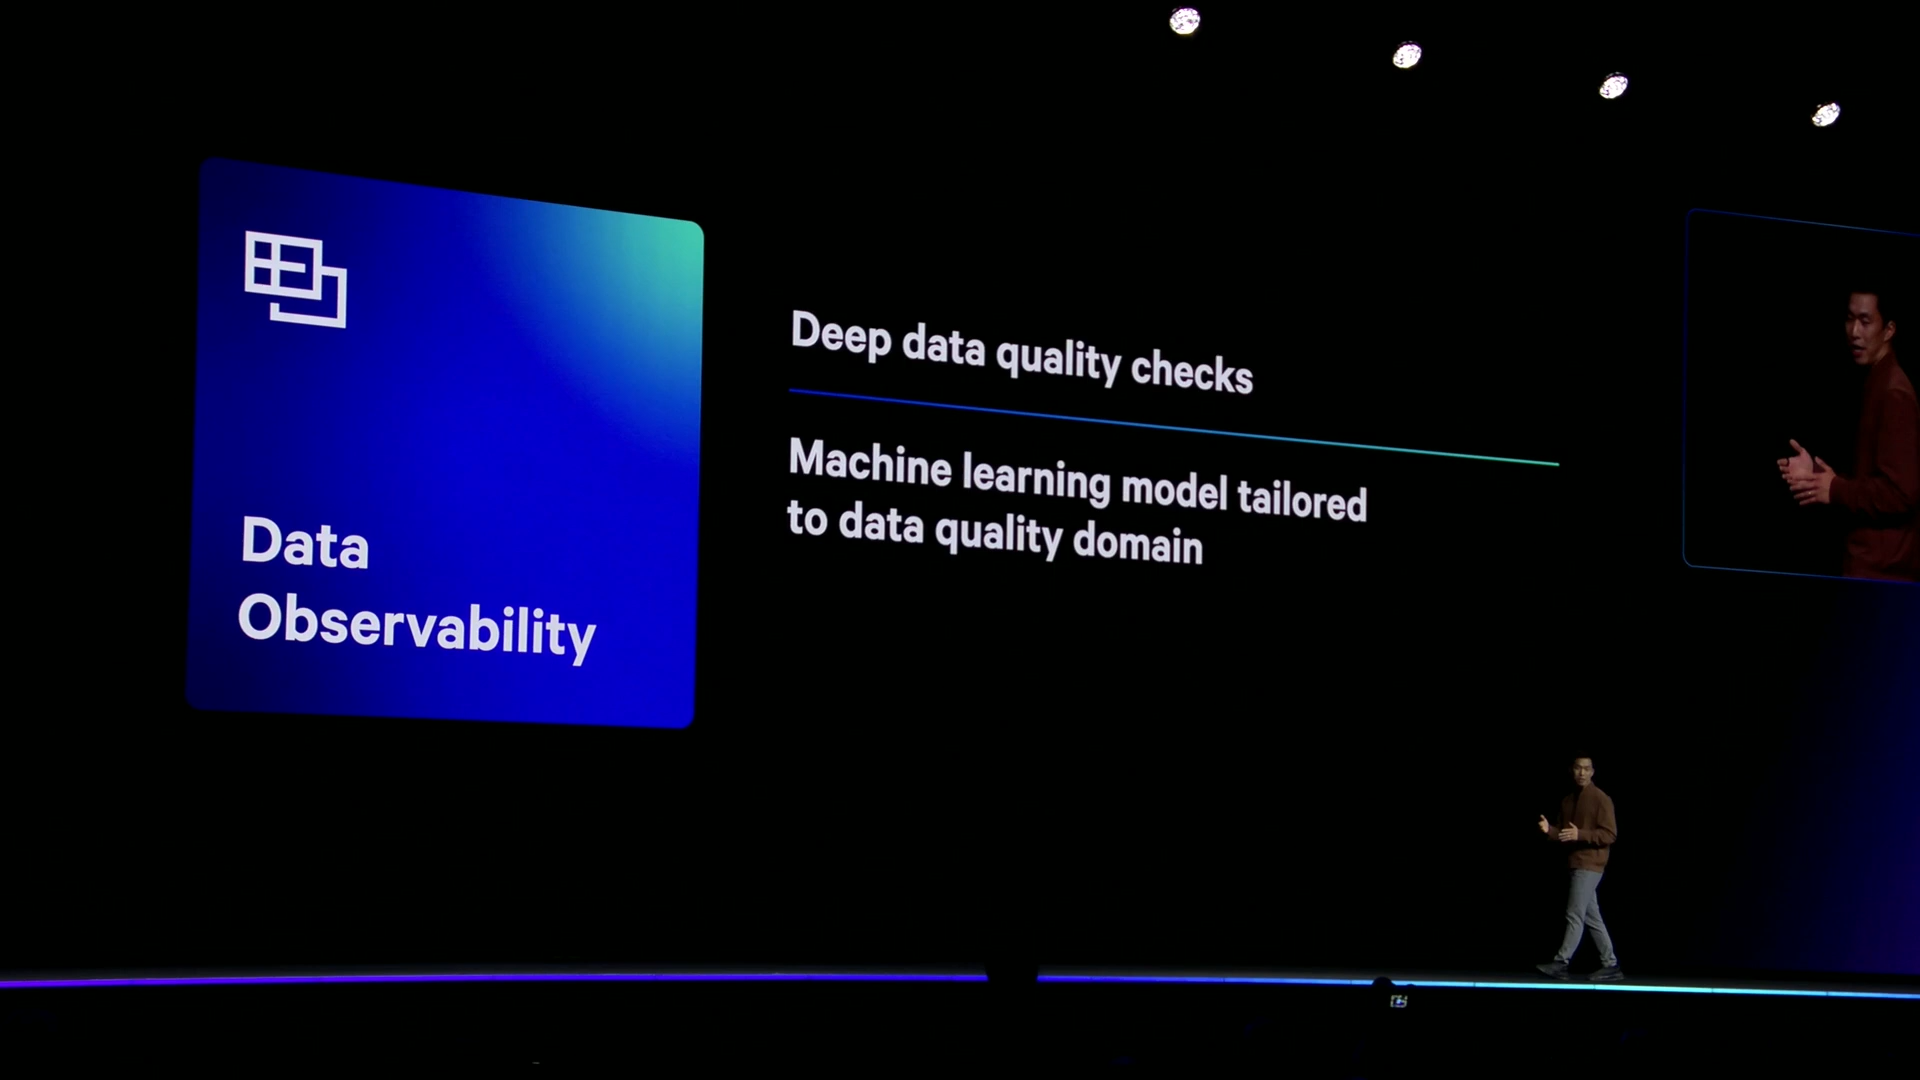 Data
Observability
Deep data quality checks
Machine learning model tailored
to data quality domain